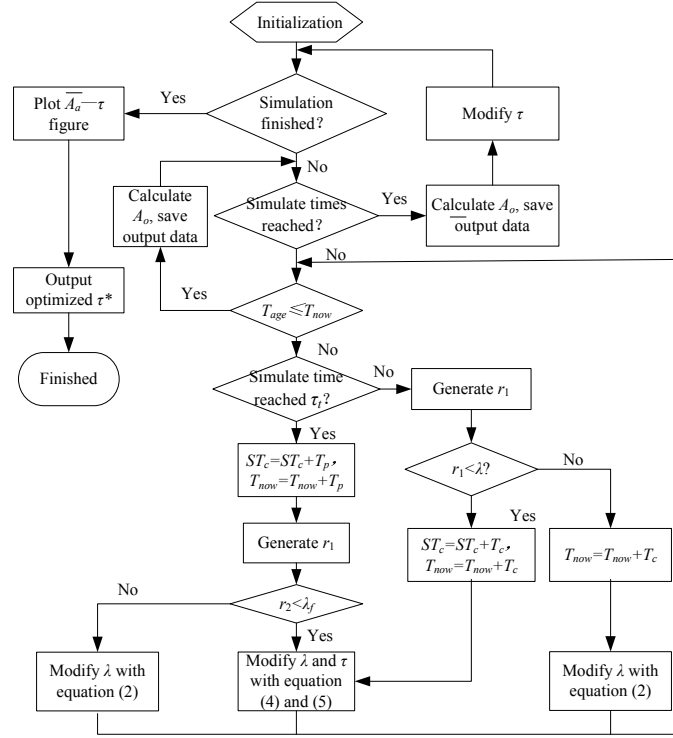 Initialization
Simulation
finished?
Yes
Plot A̅a—τ
figure
Modify τ
No
Simulate times
reached?
Yes
Calculate
Ao, save
output data
Calculate Ao, save
output data
No
Tage≤Tnow
Yes
Output
optimized τ*
Finished
No
Simulate time
reached τt?
No
Generate r1
Yes
STc=STc+Tp,
Tnow=Tnow+Tp
r1<λ?
No
Yes
Generate r1
STc=STc+Tc,
Tnow=Tnow+Tc
Tnow=Tnow+Tc
r2<λf
No
Yes
Modify λ with
equation (2)
Modify λ and τ
with equation
(4) and (5)
Modify λ with
equation (2)